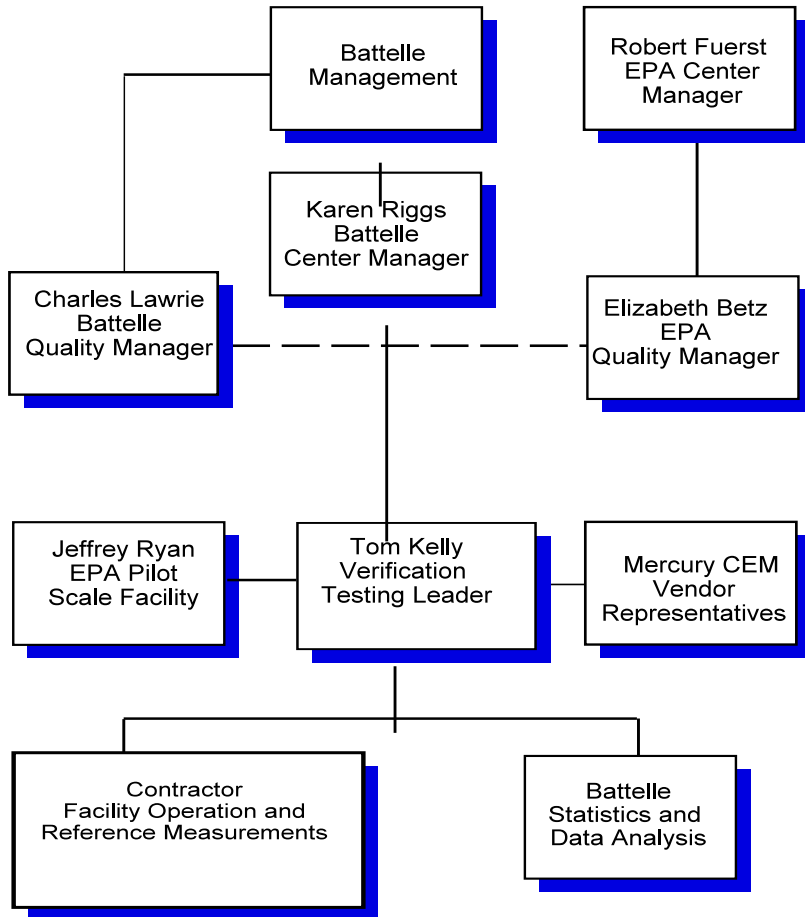 Battelle
Management
Robert Fuerst
EPA Center
Manager
Karen Riggs
Battelle
Center Manager
Charles Lawrie
Battelle
Quality Manager
Elizabeth Betz
EPA
Quality Manager
Jeffrey Ryan
EPA Pilot
Scale Facility
Tom Kelly
Verification
Testing Leader
Mercury CEM
Vendor
Representatives
Contractor
Facility Operation and
Reference Measurements
Battelle
Statistics and
Data Analysis